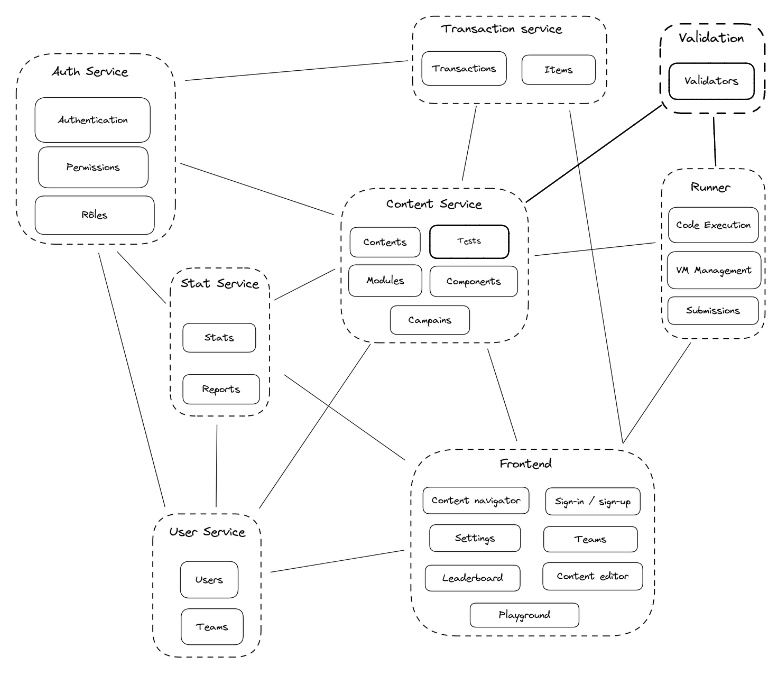 Transaction service
Transactions
Items
Validation
Validators
Auth Service
Authentication
Permissions
Rôles
Content Service
Contents
Tests
Modules
Components
Campains
Runner
Code Execution
VM Management
Submissions
Stat Service
Stats
Reports
Frontend
Content navigator
Sign-in / sign-up
Settings
Teams
Leaderboard
Content editor
Playground
User Service
Users
Teams